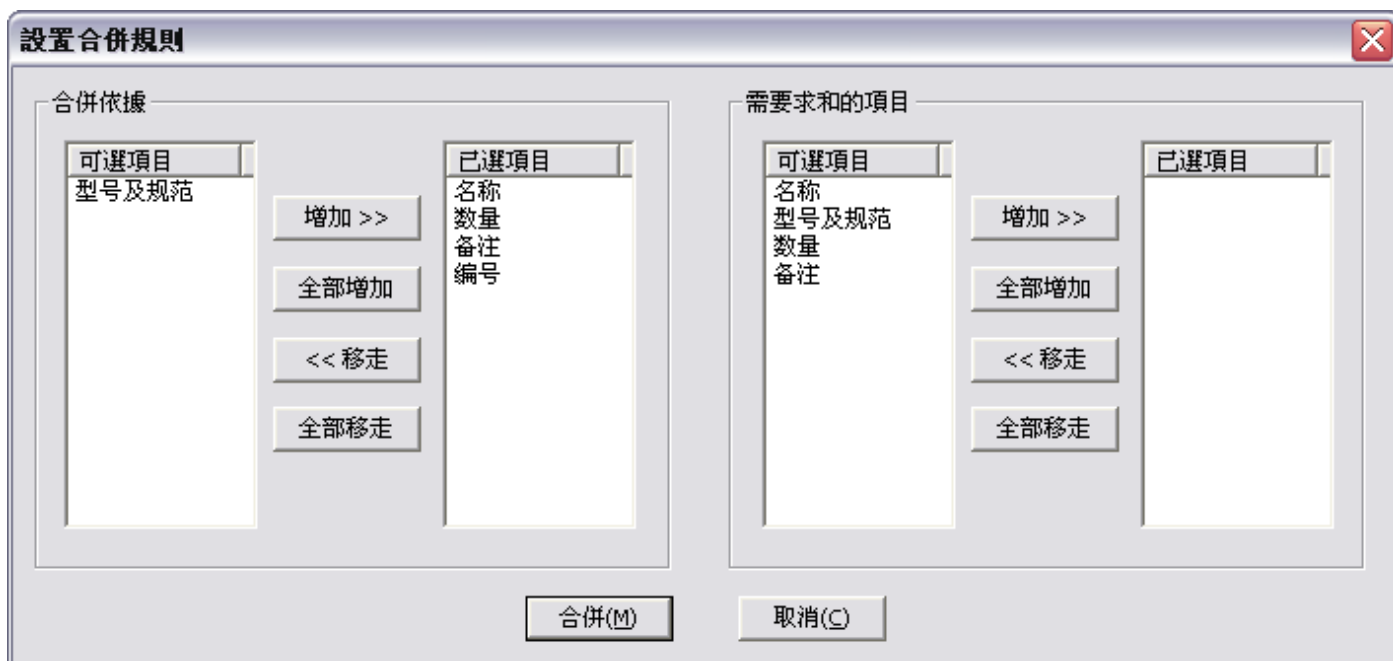 設置合併規則
合併依據
可選項目
型号及规范
增加 >>
全部增加
<< 移走
全部移走
已選項目
名称
数量
备注
编号
需要求和的項目
可選項目
名称
型号及规范
数量
备注
增加 >>
全部增加
<< 移走
全部移走
已選項目
合併(M)
取消(C)